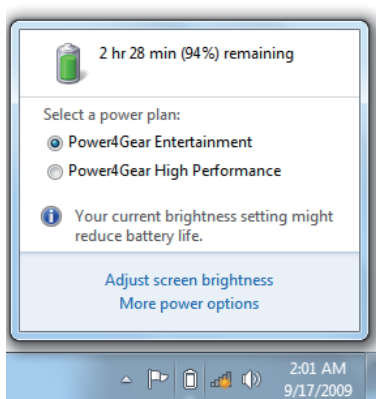 2 hr 28 min (94%) remaining
Select a power plan:
Power4Gear Entertainment
Power4Gear High Performance
Your current brightness setting might
reduce battery life.
Adjust screen brightness
More power options
2:01 AM
9/17/2009